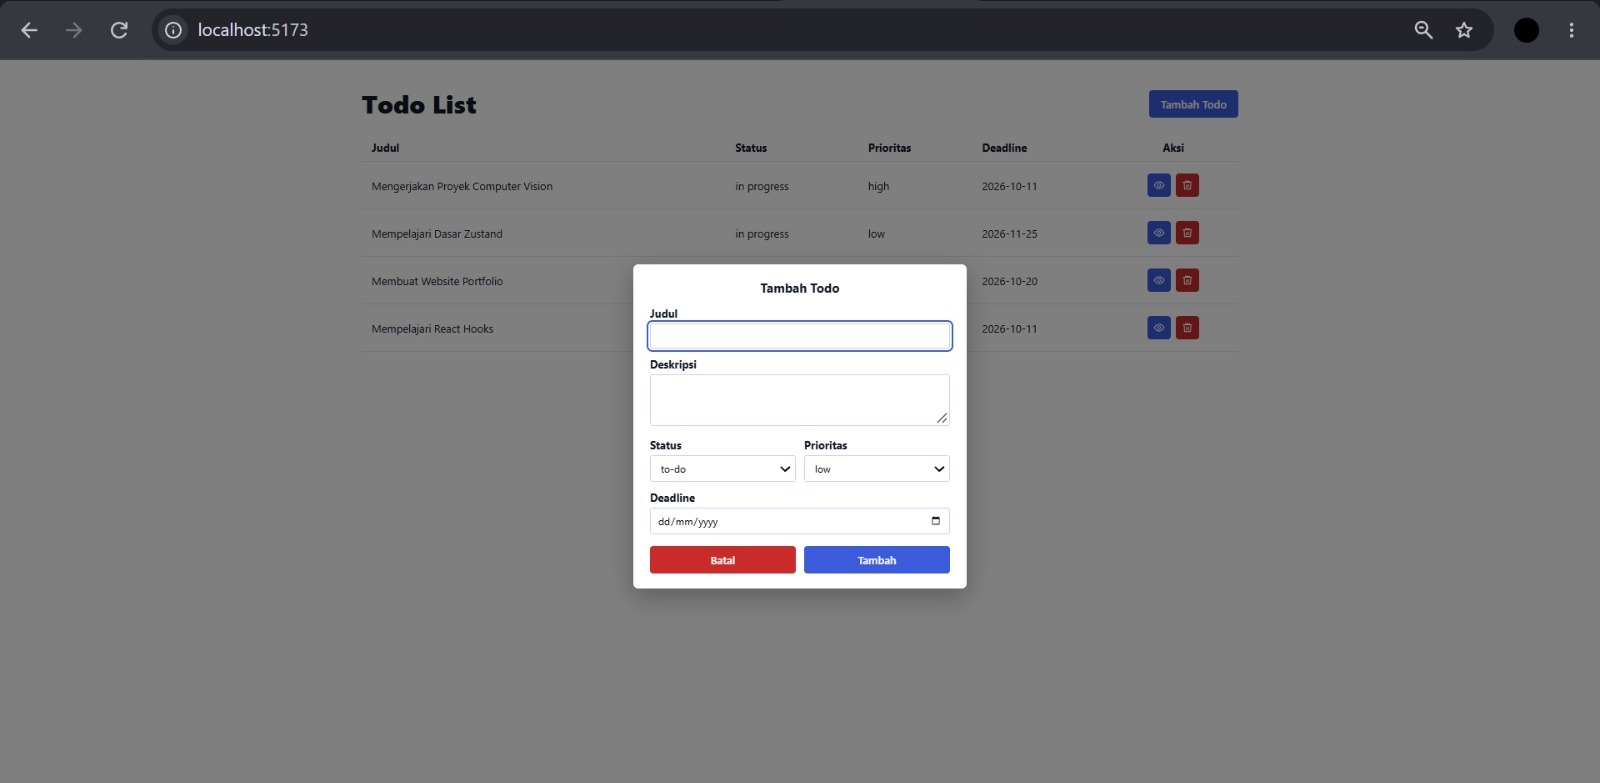 localhost:5173
Todo List
Tambah Todo
Judul Status Prioritas Deadline Aksi
Mengerjakan Proyek Computer Vision in progress high 2026-10-11
Mempelajari Dasar Zustand in progress low 2026-11-25
Membuat Website Portfolio 2026-10-20
Mempelajari React Hooks 2026-10-11
Tambah Todo
Judul
Deskripsi
Status Prioritas
to-do low
Deadline
dd/mm/yyyy
Batal Tambah